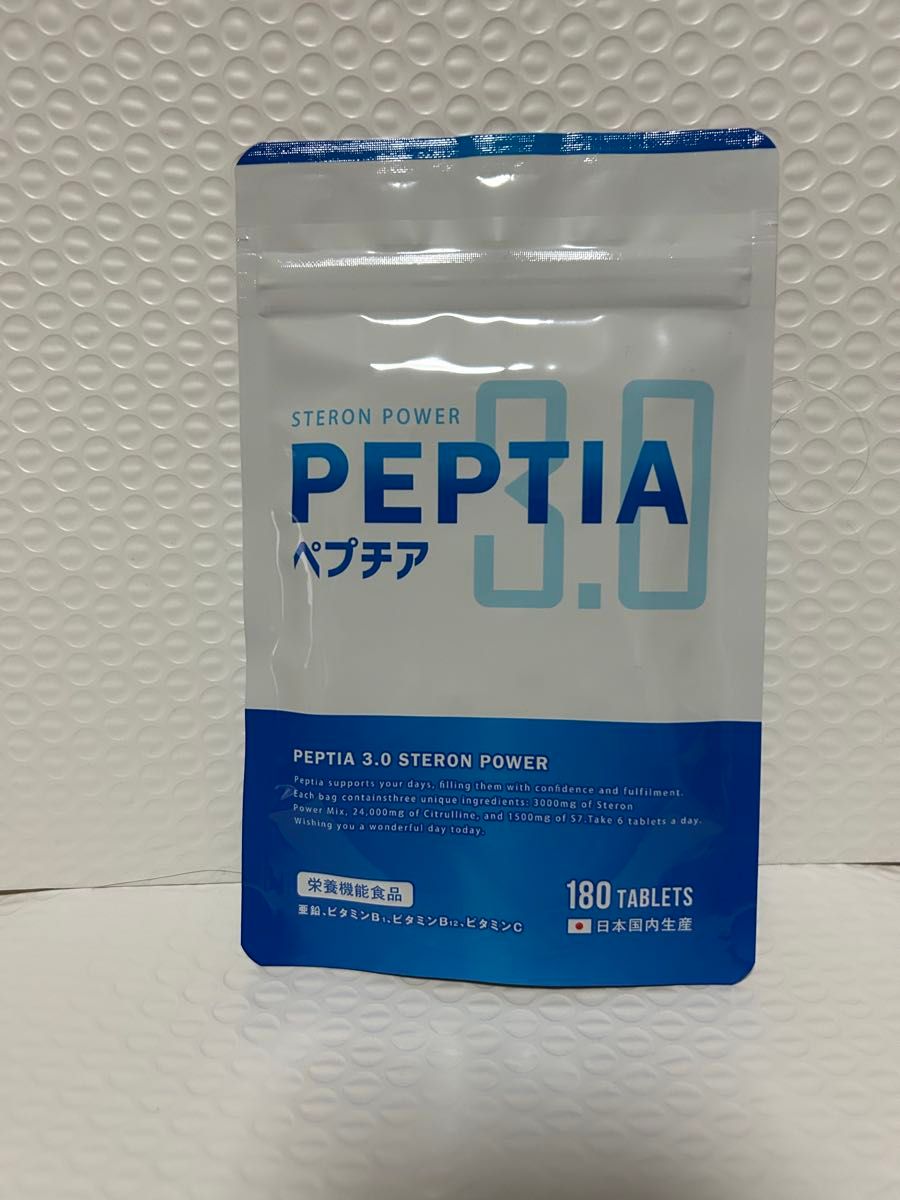 STERON POWER
3.0
PEPTIA
ペプチア
PEPTIA 3.0 STERON POWER
Peptia supports your days, filling them with confidence and fulfilment.
Each bag containsthree unique ingredients: 3000mg of Steron
Power Mix, 24,000mg of Citrulline, and 1500mg of S7.Take 6 tablets a day.
Wishing you a wonderful day today.
栄養機能食品
亜鉛、ビタミンB1、ビタミンB12、ビタミンC
180 TABLETS
日本国内生産